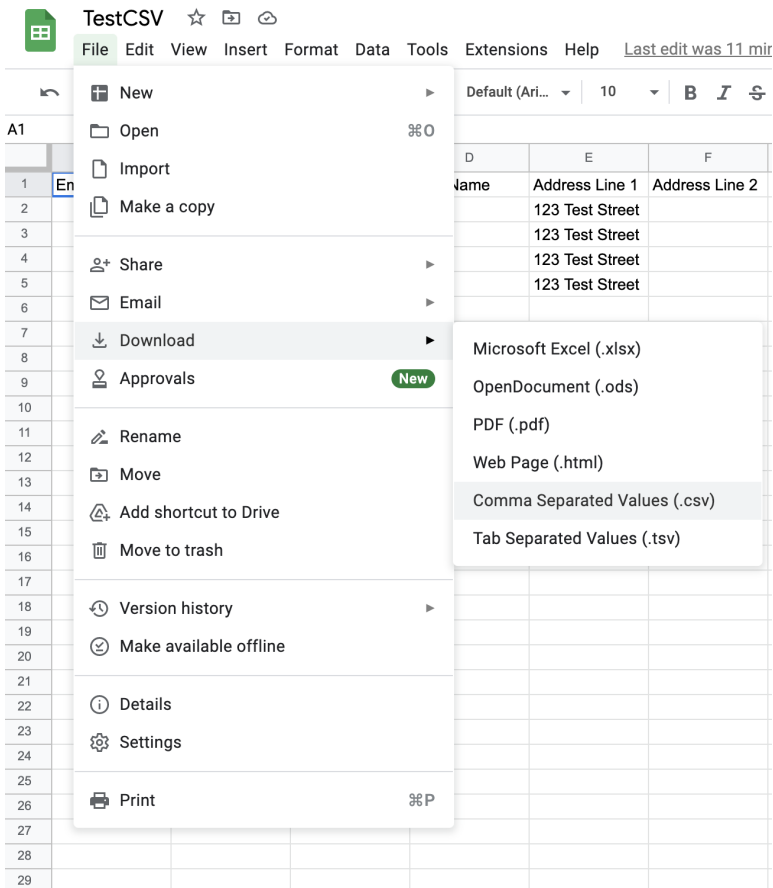 TestCSV
File Edit View Insert Format Data Tools Extensions Help Last edit was 11
Default (Ari... 10 B I S
A1
D E F
1 Address Line 1 Address Line 2
2 123 Test Street
3 123 Test Street
4 123 Test Street
5 123 Test Street
6
7
8
9
10
11
12
13
14
15
16
17
18
19
20
21
22
23
24
25
26
27
28
29
New
Open ⌘O
Import
Make a copy
Share
Email
Download
Approvals New
Rename
Move
Add shortcut to Drive
Move to trash
Version history
Make available offline
Details
Settings
Print ⌘P
Microsoft Excel (.xlsx)
OpenDocument (.ods)
PDF (.pdf)
Web Page (.html)
Comma Separated Values (.csv)
Tab Separated Values (.tsv)